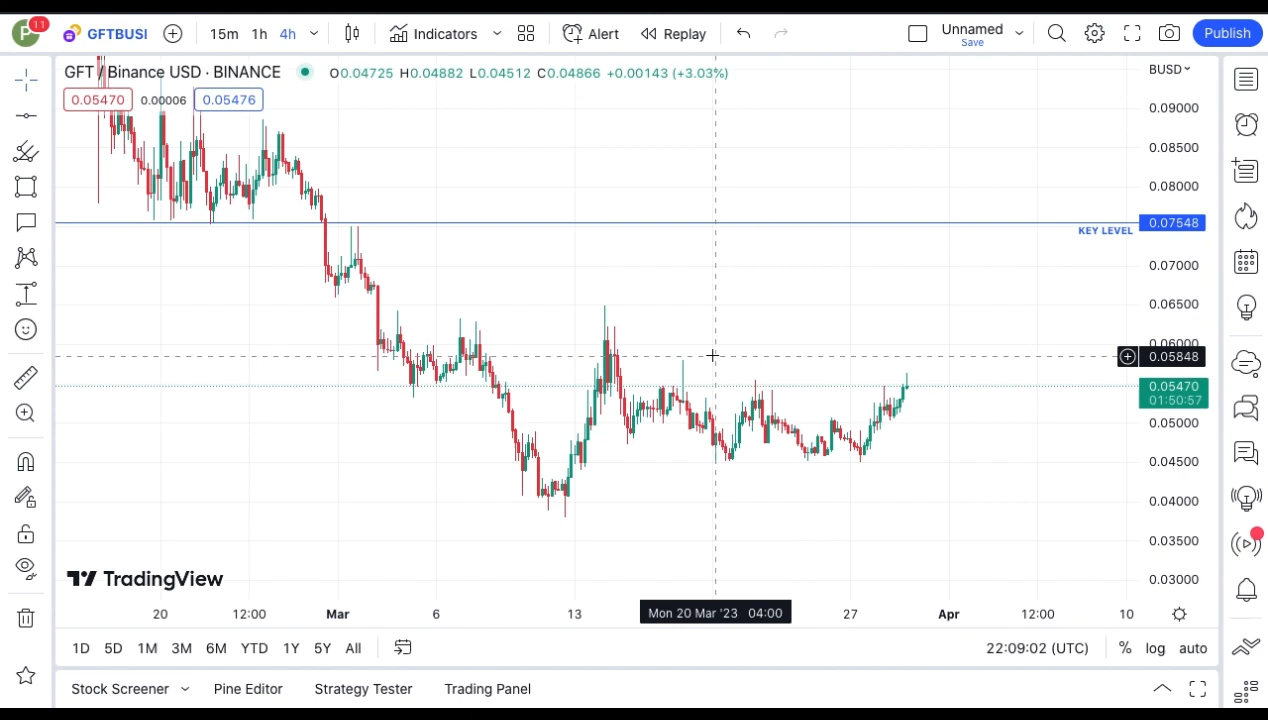 P 11 GFTBUSI 15m 1h 4h Indicators Alert Replay Unnamed Save Publish
GFT / Binance USD · BINANCE O0.04725 H0.04882 L0.04512 C0.04866 +0.00143 (+3.03%) BUSD
0.05470 0.00006 0.05476
0.09000
0.08500
0.08000
0.07548
KEY LEVEL
0.07000
0.06500
0.06000
0.05848
0.05470
01:50:57
0.05000
0.04500
0.04000
0.03500
0.03000
TradingView
20 12:00 Mar 6 13 Mon 20 Mar '23 04:00 27 Apr 12:00 10
1D 5D 1M 3M 6M YTD 1Y 5Y All 22:09:02 (UTC) % log auto
Stock Screener Pine Editor Strategy Tester Trading Panel